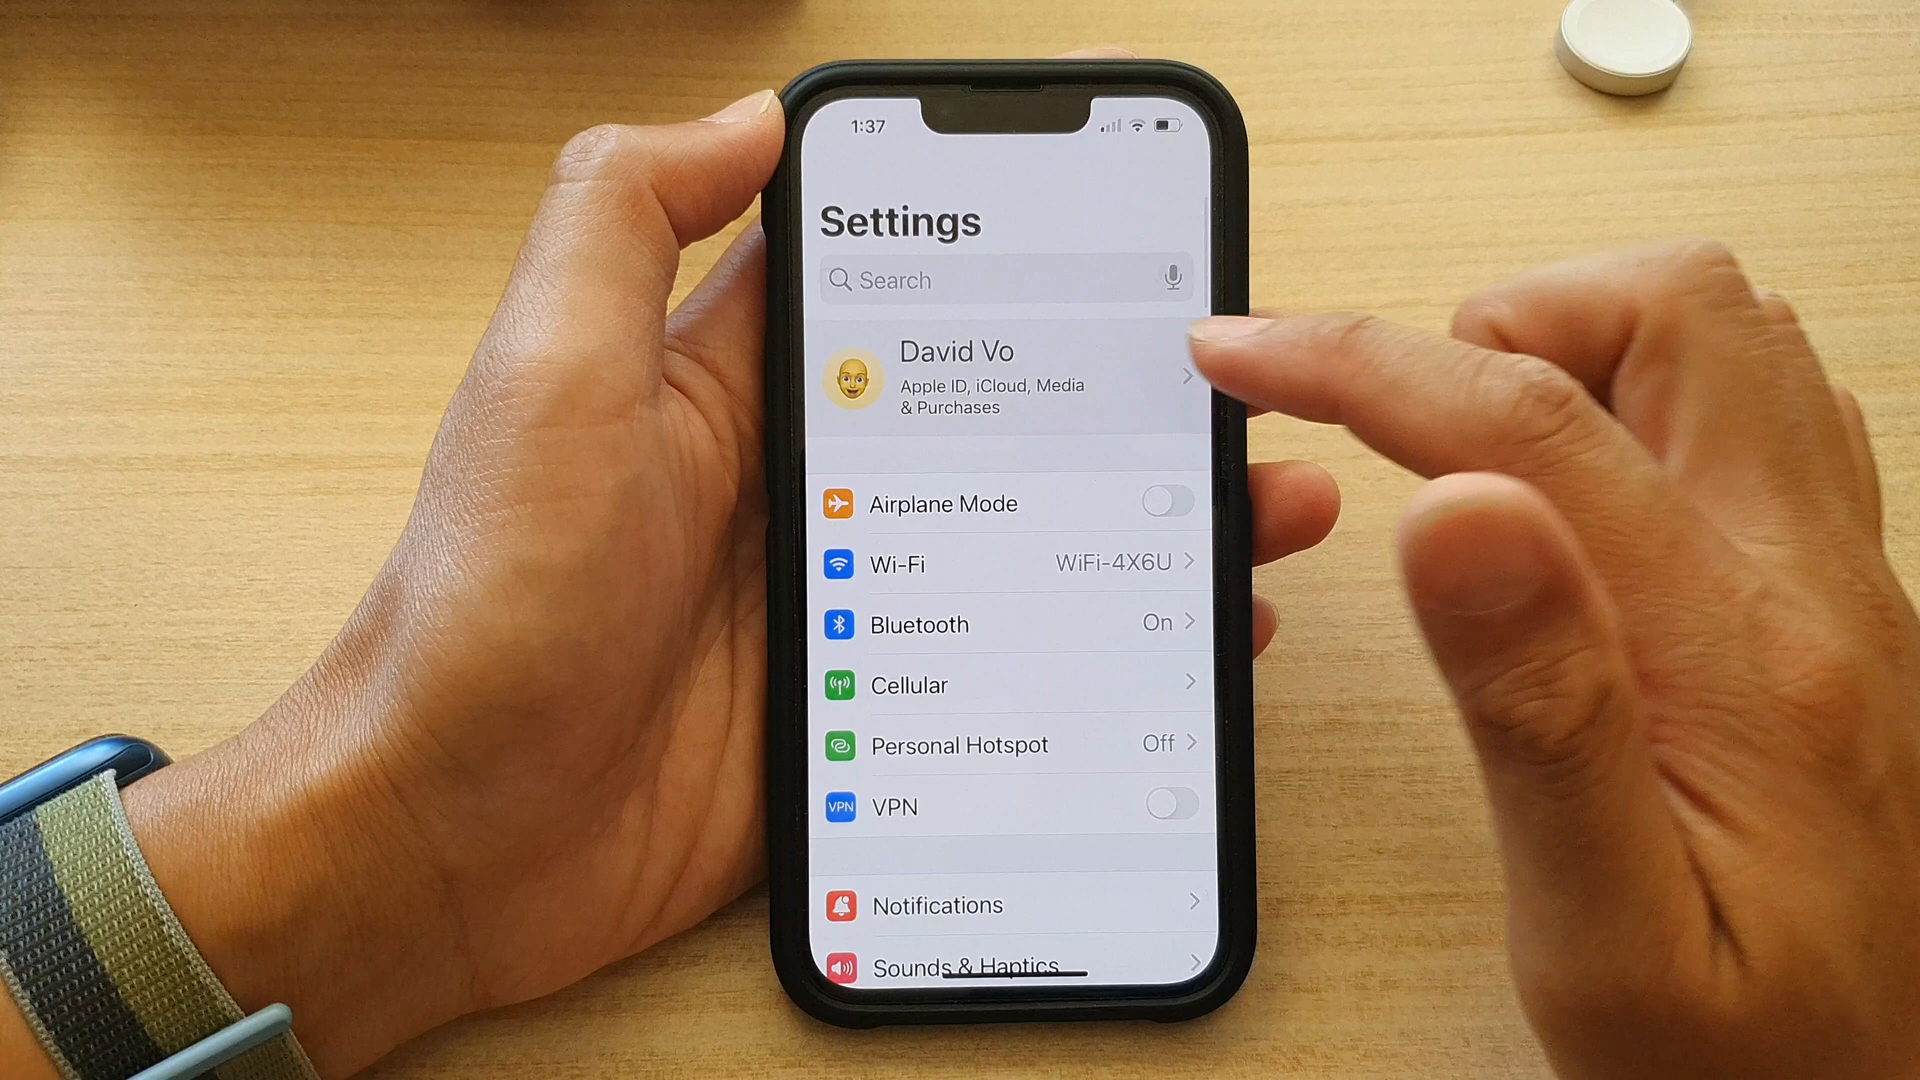 1:37
Settings
Search
David Vo
Apple ID, iCloud, Media
& Purchases
Airplane Mode
Wi-Fi WiFi-4X6U
Bluetooth On
Cellular
Personal Hotspot Off
VPN VPN
Notifications
Sounds & Haptics